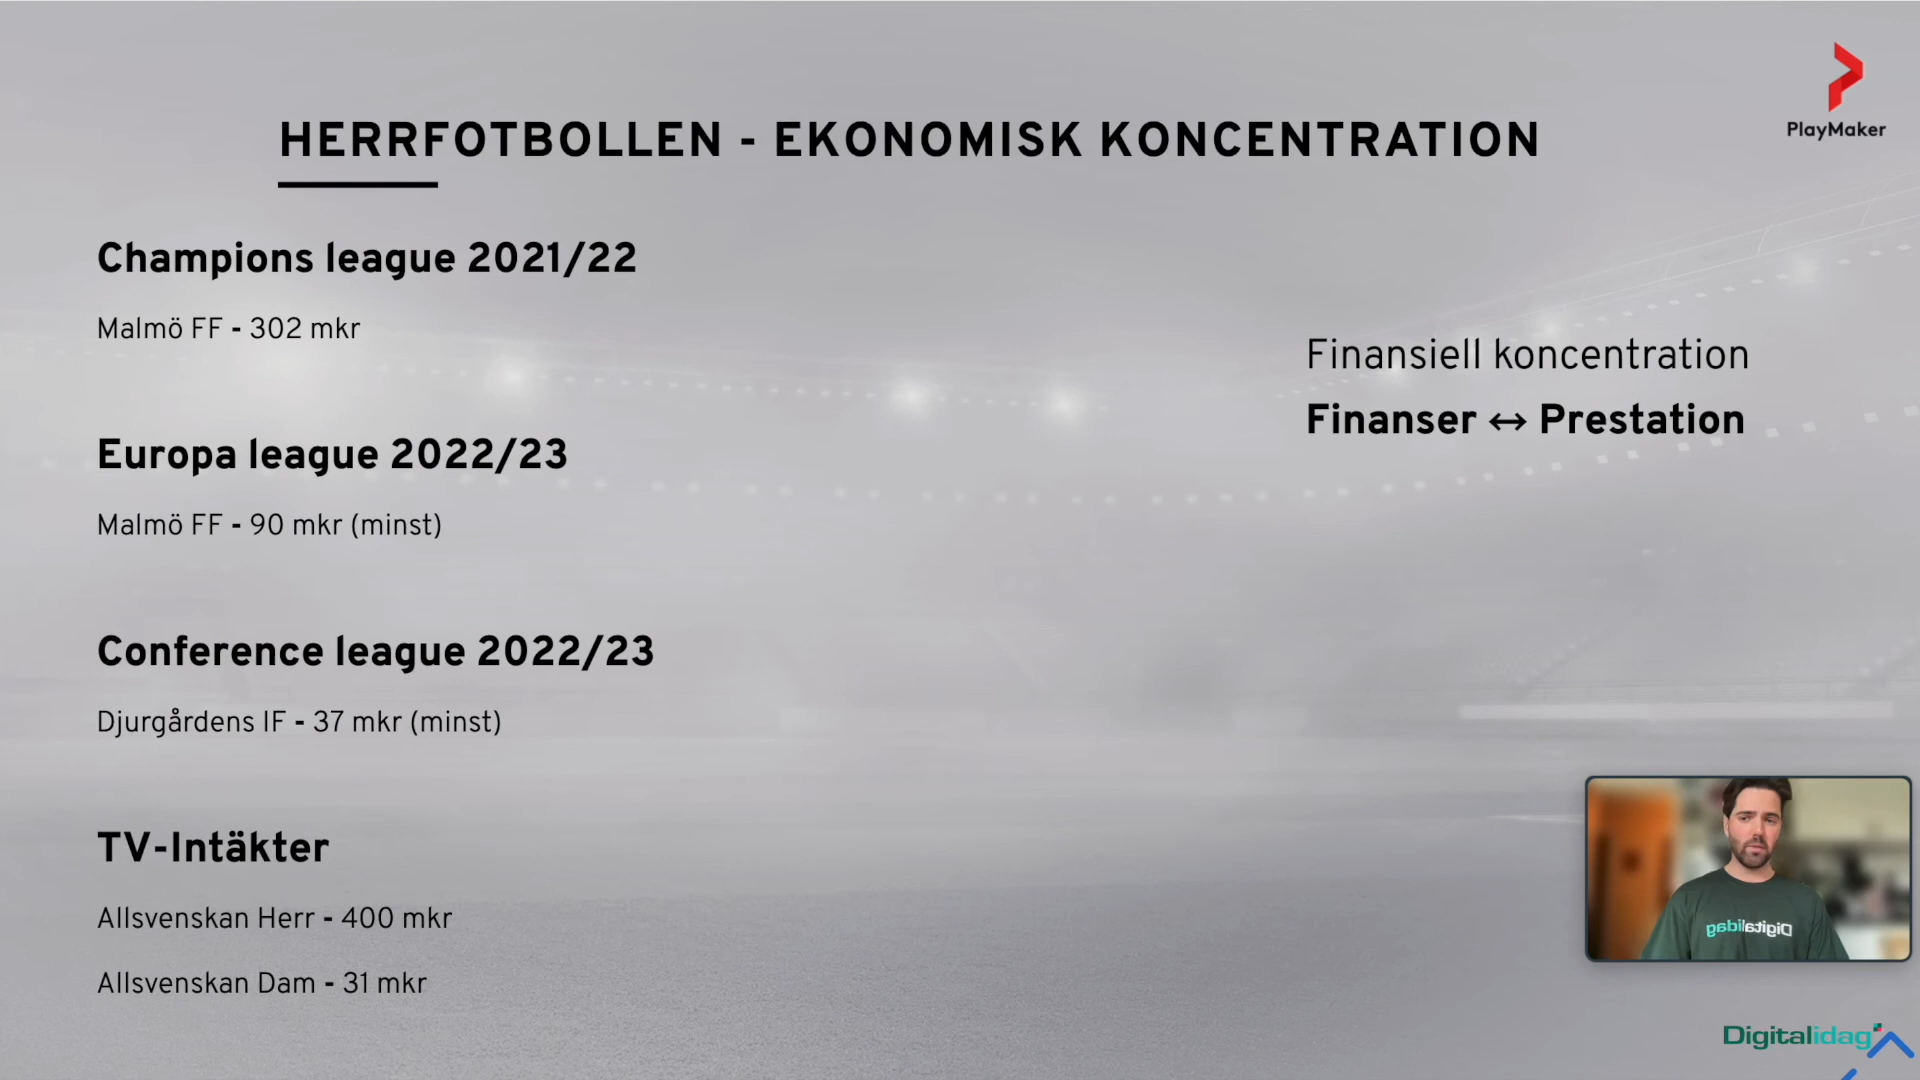 PlayMaker
HERRFOTBOLLEN - EKONOMISK KONCENTRATION
Champions league 2021/22
Malmö FF - 302 mkr
Europa league 2022/23
Malmö FF - 90 mkr (minst)
Conference league 2022/23
Djurgårdens IF - 37 mkr (minst)
TV-Intäkter
Allsvenskan Herr - 400 mkr
Allsvenskan Dam - 31 mkr
Finansiell koncentration
Finanser ↔ Prestation
Digitalidag
Digitalidag